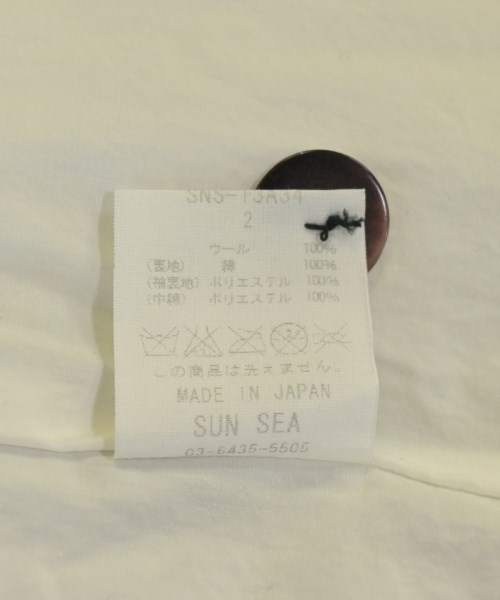 SNS-13A34
2
ウール 100%
(裏地) 綿 100%
(袖裏地) ポリエステル 100%
(中綿) ポリエステル 100%
この商品は洗えません。
MADE IN JAPAN
SUN SEA
03-6435-5505